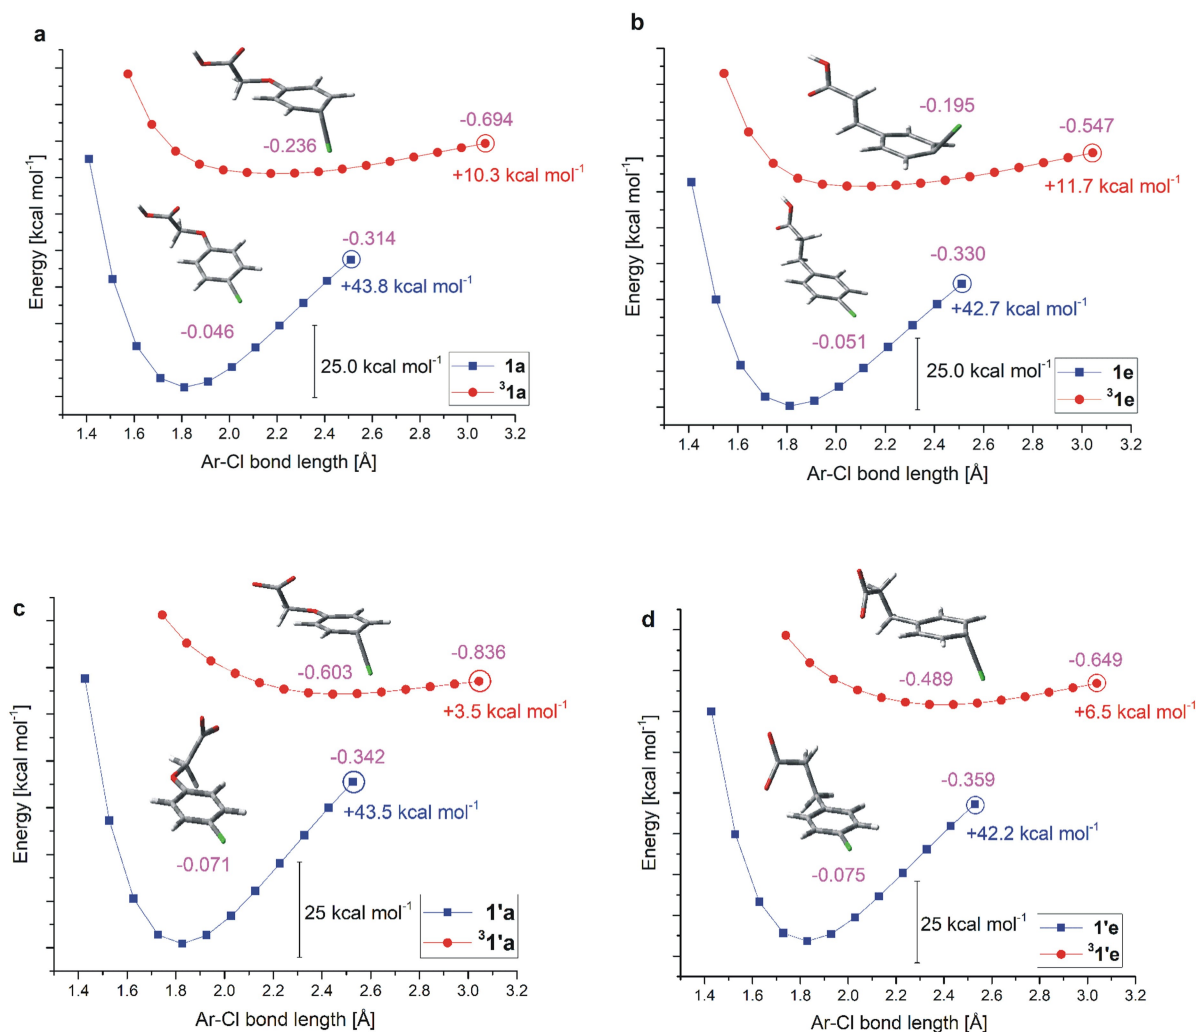 a
Energy [kcal mol⁻¹]
-0.694
-0.236
+10.3 kcal mol⁻¹
-0.314
+43.8 kcal mol⁻¹
-0.046
25.0 kcal mol⁻¹
1a
³1a
1.4 1.6 1.8 2.0 2.2 2.4 2.6 2.8 3.0 3.2
Ar-Cl bond length [Å]
b
Energy [kcal mol⁻¹]
-0.195
-0.547
+11.7 kcal mol⁻¹
-0.330
+42.7 kcal mol⁻¹
-0.051
25.0 kcal mol⁻¹
1e
³1e
1.4 1.6 1.8 2.0 2.2 2.4 2.6 2.8 3.0 3.2
Ar-Cl bond length [Å]
c
Energy [kcal mol⁻¹]
-0.836
-0.603
+3.5 kcal mol⁻¹
-0.342
+43.5 kcal mol⁻¹
-0.071
25 kcal mol⁻¹
1'a
³1'a
1.4 1.6 1.8 2.0 2.2 2.4 2.6 2.8 3.0 3.2
Ar-Cl bond length [Å]
d
Energy [kcal mol⁻¹]
-0.649
-0.489
+6.5 kcal mol⁻¹
-0.359
+42.2 kcal mol⁻¹
-0.075
25 kcal mol⁻¹
1'e
³1'e
1.4 1.6 1.8 2.0 2.2 2.4 2.6 2.8 3.0 3.2
Ar-Cl bond length [Å]